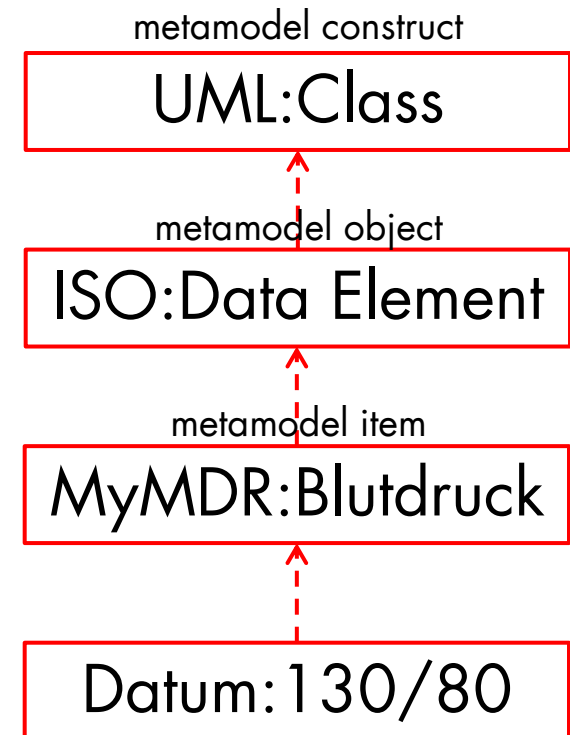 metamodel construct
UML:Class
metamodel object
ISO:Data Element
metamodel item
MyMDR:Blutdruck
Datum:130/80